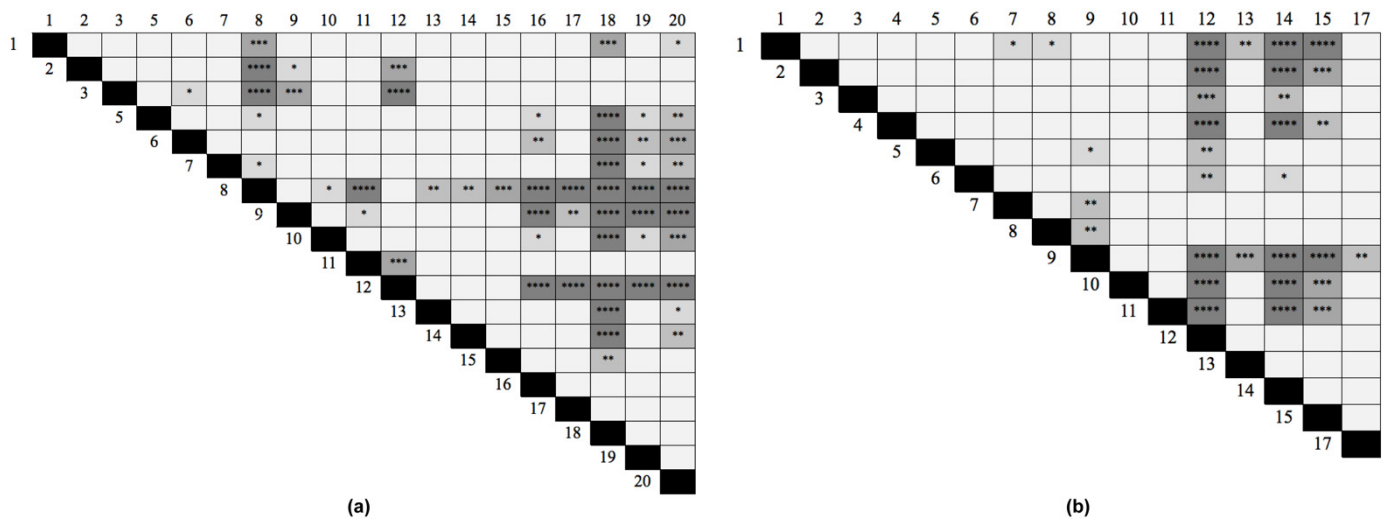 1 2 3 5 6 7 8 9 10 11 12 13 14 15 16 17 18 19 20
1 *** *** *
2 **** * ***
3 * **** *** ****
5 * * **** * **
6 ** **** ** ***
7 * **** * **
8 * **** ** ** *** **** **** **** **** ****
9 * **** ** **** **** ****
10 * **** * ***
11 ***
12 **** **** **** **** ****
13 **** *
14 **** **
15 **
16
17
18
19
20
(a)
1 2 3 4 5 6 7 8 9 10 11 12 13 14 15 17
1 * * **** ** **** ****
2 **** **** ***
3 *** **
4 **** **** **
5 * **
6 ** *
7 **
8 **
9 **** *** **** **** **
10 **** **** ***
11 **** **** ***
12
13
14
15
17
(b)